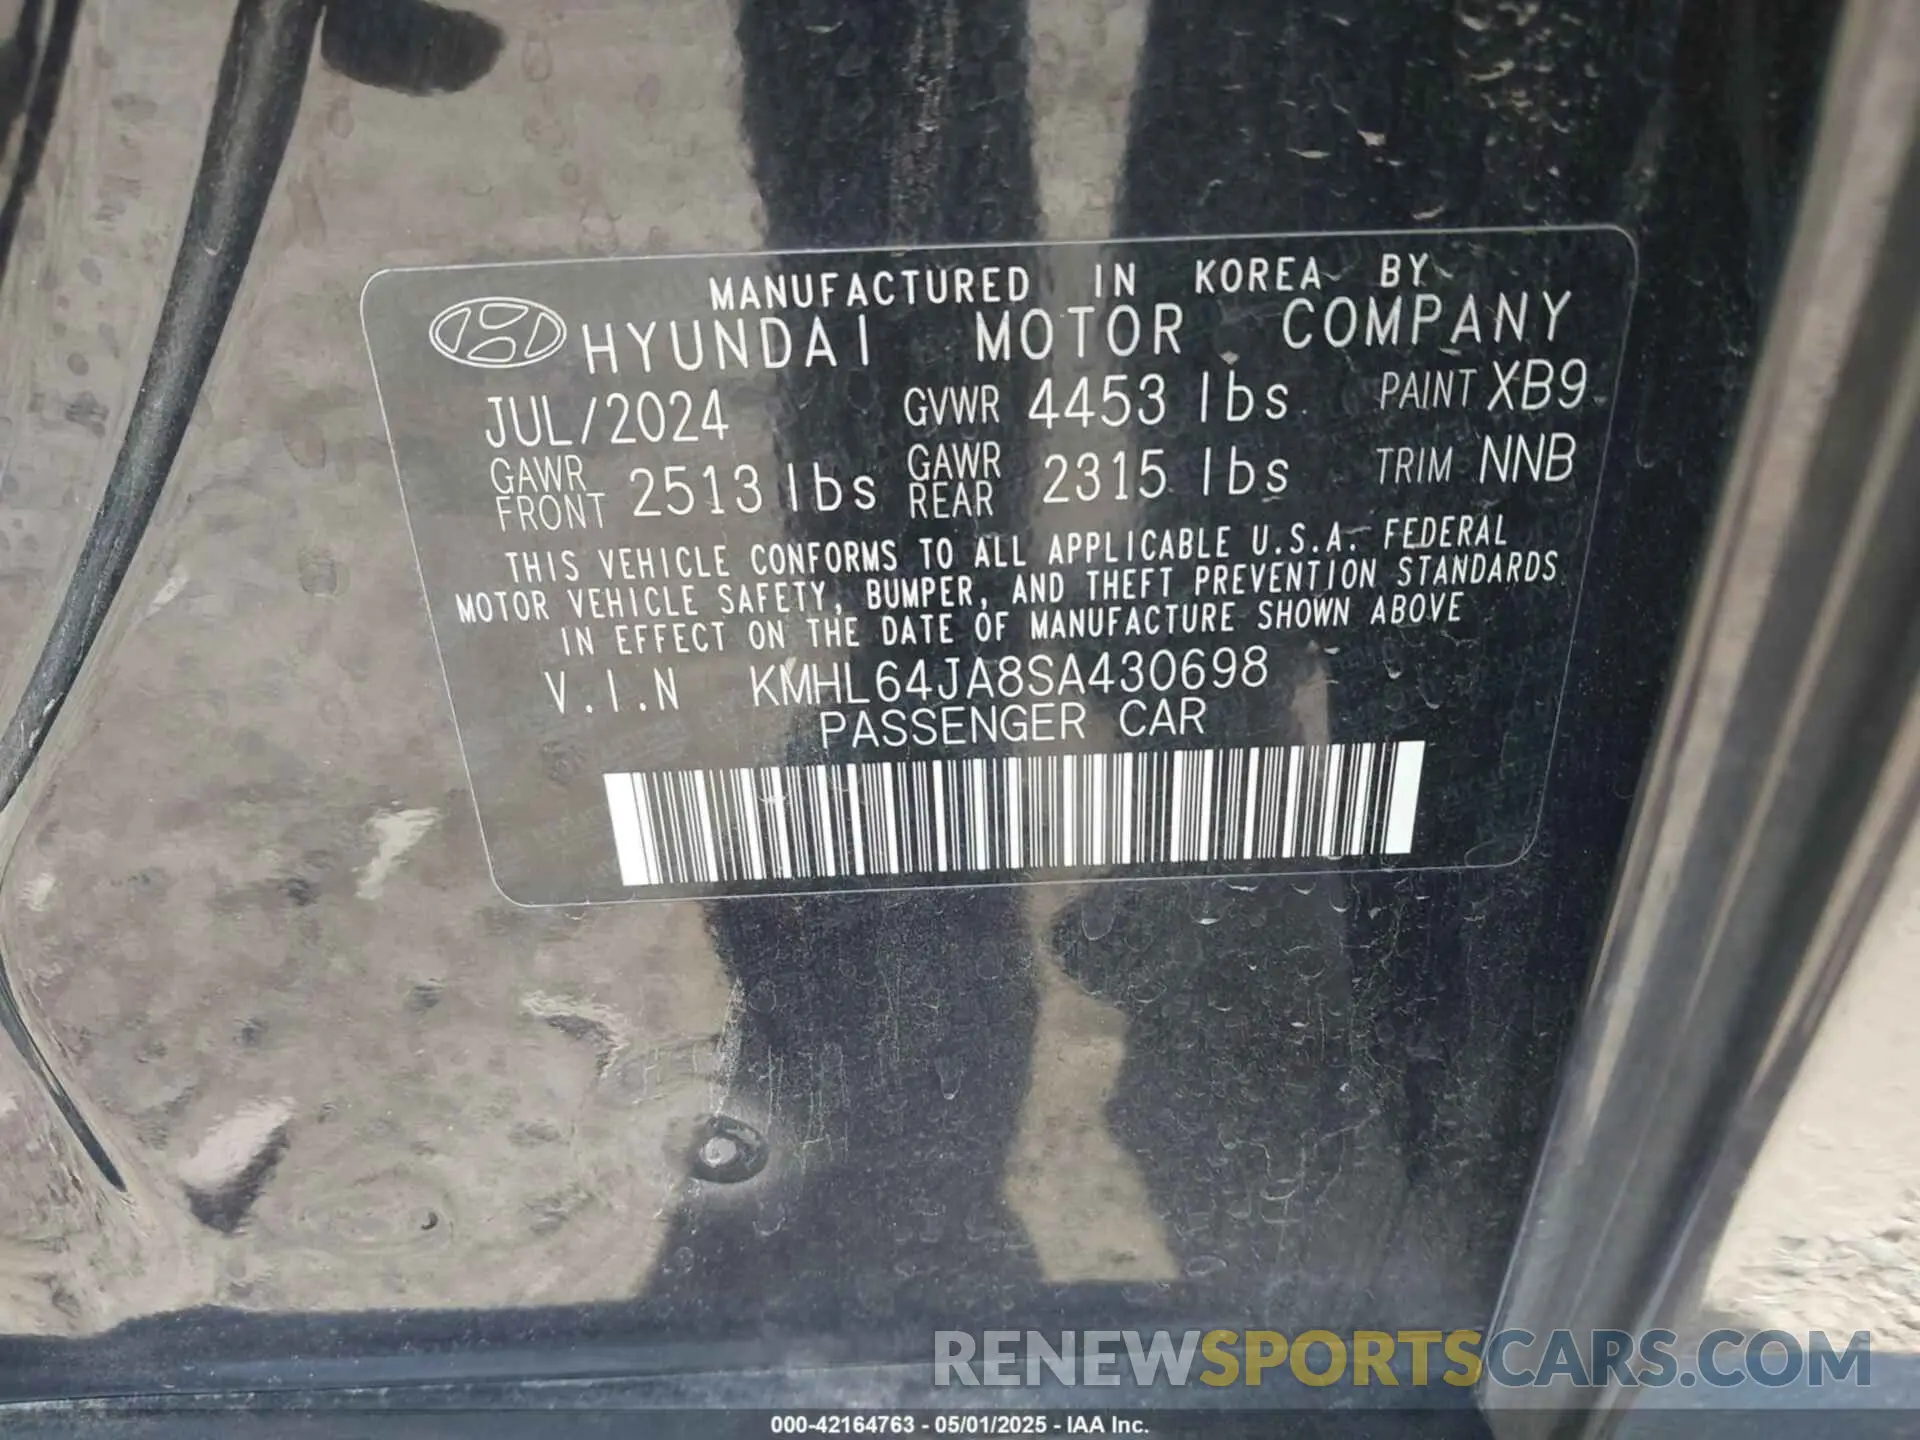 MANUFACTURED IN KOREA BY
HYUNDAI MOTOR COMPANY
JUL/2024 GVWR 4453 lbs PAINT XB9
GAWR FRONT 2513 lbs GAWR REAR 2315 lbs TRIM NNB
THIS VEHICLE CONFORMS TO ALL APPLICABLE U.S.A. FEDERAL
MOTOR VEHICLE SAFETY, BUMPER, AND THEFT PREVENTION STANDARDS
IN EFFECT ON THE DATE OF MANUFACTURE SHOWN ABOVE
V.I.N KMHL64JA8SA430698
PASSENGER CAR
RENEWSPORTSCARS.COM
000-42164763 - 05/01/2025 - IAA Inc.